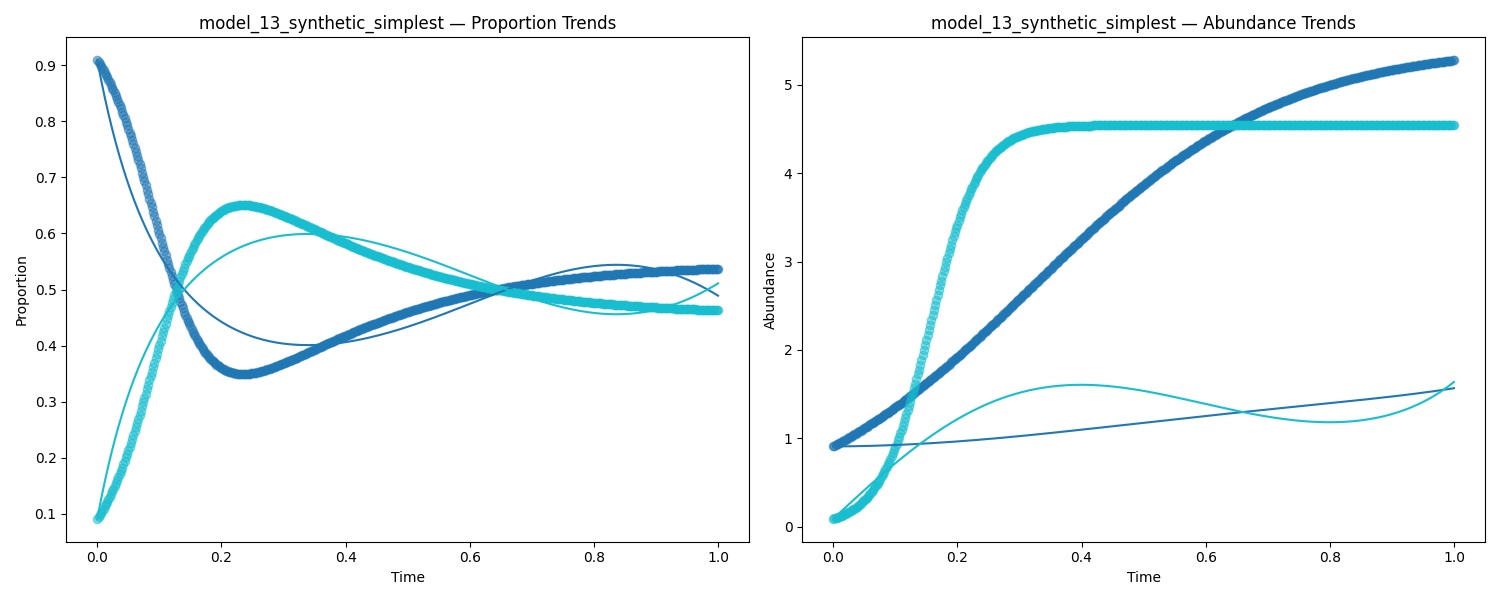 model_13_synthetic_simplest — Proportion Trends
Proportion
0.9
0.8
0.7
0.6
0.5
0.4
0.3
0.2
0.1
0.0 0.2 0.4 0.6 0.8 1.0
Time
model_13_synthetic_simplest — Abundance Trends
Abundance
5
4
3
2
1
0
0.0 0.2 0.4 0.6 0.8 1.0
Time